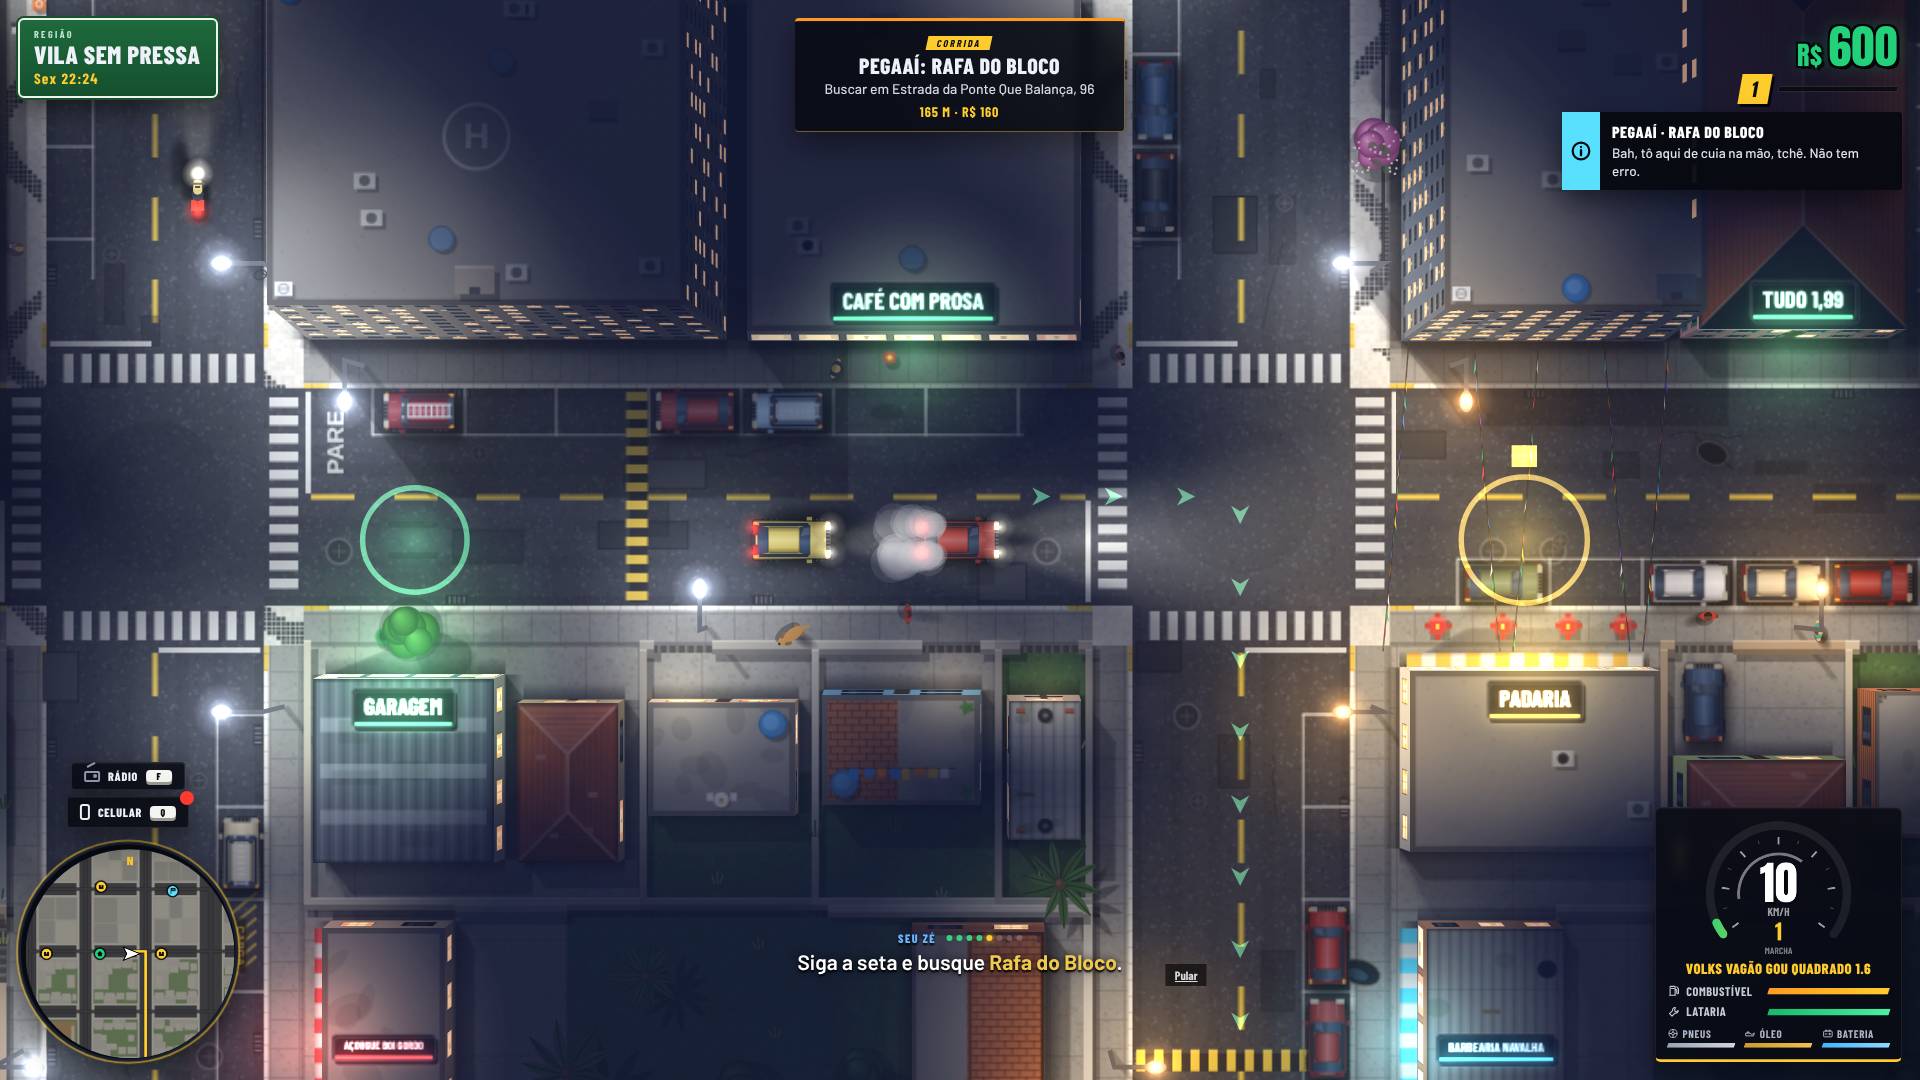 REGIÃO
VILA SEM PRESSA
Sex 22:24
CORRIDA
PEGAAÍ: RAFA DO BLOCO
Buscar em Estrada da Ponte Que Balança, 96
165 M · R$ 160
R$ 600
1
PEGAAÍ · RAFA DO BLOCO
Bah, tô aqui de cuia na mão, tchê. Não tem
erro.
H
CAFÉ COM PROSA
TUDO 1,99
PARE
GARAGEM
PADARIA
RÁDIO F
CELULAR Q
N
SEU ZÉ
Siga a seta e busque Rafa do Bloco.
Pular
AÇOUGUE BOI GORDO
BARBEARIA NAVALHA
10
KM/H
1
MARCHA
VOLKS VAGÃO GOU QUADRADO 1.6
COMBUSTÍVEL
LATARIA
PNEUS
ÓLEO
BATERIA